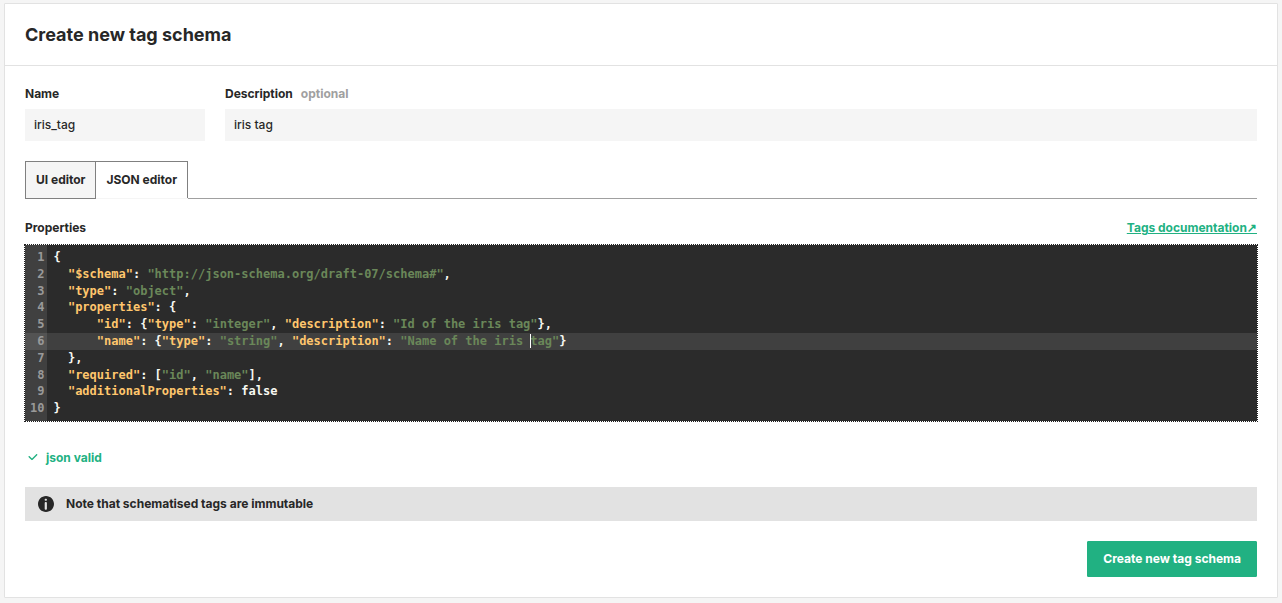 Create new tag schema
Name
Description optional
iris_tag
iris tag
UI editor
JSON editor
Properties
Tags documentation↗
1 {
2   "$schema": "http://json-schema.org/draft-07/schema#",
3   "type": "object",
4   "properties": {
5       "id": {"type": "integer", "description": "Id of the iris tag"},
6       "name": {"type": "string", "description": "Name of the iris tag"}
7   },
8   "required": ["id", "name"],
9   "additionalProperties": false
10 }
json valid
Note that schematised tags are immutable
Create new tag schema